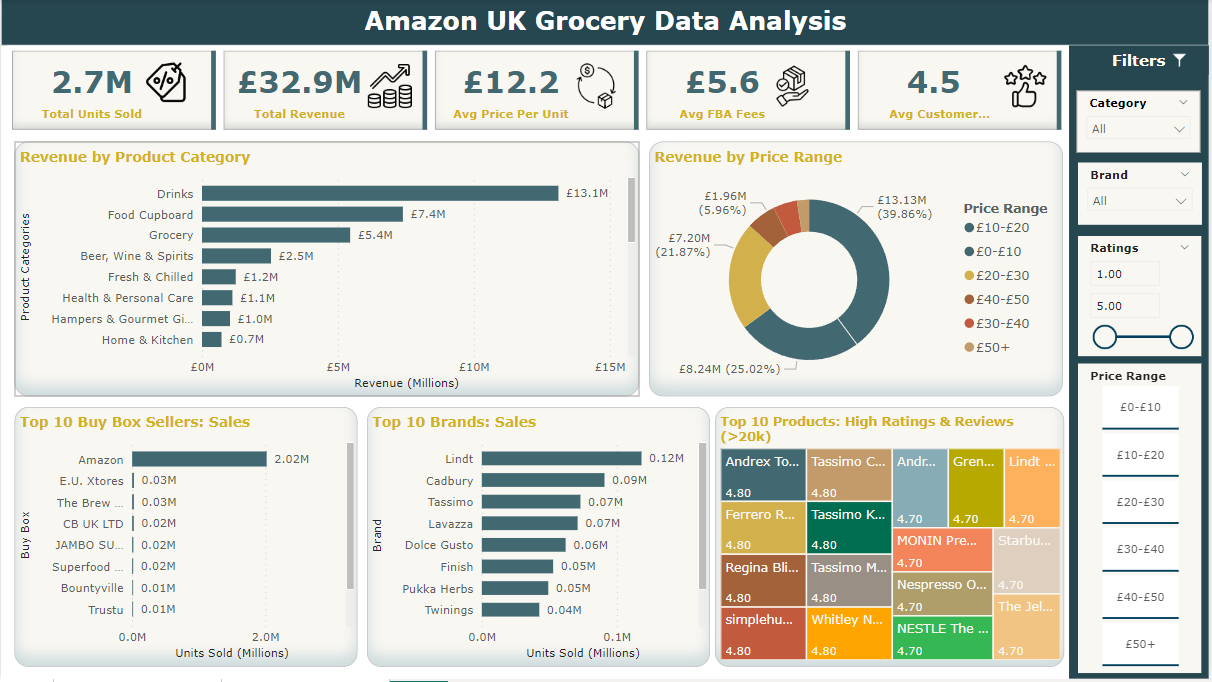 Amazon UK Grocery Data Analysis
2.7M
Total Units Sold
£32.9M
Total Revenue
£12.2
Avg Price Per Unit
£5.6
Avg FBA Fees
4.5
Avg Customer...
Filters
Category
All
Brand
All
Ratings
1.00
5.00
Price Range
£0-£10
£10-£20
£20-£30
£30-£40
£40-£50
£50+
Revenue by Product Category
Product Categories
Drinks £13.1M
Food Cupboard £7.4M
Grocery £5.4M
Beer, Wine & Spirits £2.5M
Fresh & Chilled £1.2M
Health & Personal Care £1.1M
Hampers & Gourmet Gi... £1.0M
Home & Kitchen £0.7M
£0M £5M £10M £15M
Revenue (Millions)
Revenue by Price Range
£1.96M
(5.96%)
£13.13M
(39.86%)
£7.20M
(21.87%)
£8.24M (25.02%)
Price Range
£10-£20
£0-£10
£20-£30
£40-£50
£30-£40
£50+
Top 10 Buy Box Sellers: Sales
Buy Box
Amazon 2.02M
E.U. Xtores 0.03M
The Brew ... 0.03M
CB UK LTD 0.02M
JAMBO SU... 0.02M
Superfood ... 0.02M
Bountyville 0.01M
Trustu 0.01M
0.0M 2.0M
Units Sold (Millions)
Top 10 Brands: Sales
Brand
Lindt 0.12M
Cadbury 0.09M
Tassimo 0.07M
Lavazza 0.07M
Dolce Gusto 0.06M
Finish 0.05M
Pukka Herbs 0.05M
Twinings 0.04M
0.0M 0.1M
Units Sold (Millions)
Top 10 Products: High Ratings & Reviews
(>20k)
Andrex To...
4.80
Ferrero R...
4.80
Regina Bli...
4.80
simplehu...
4.80
Tassimo C...
4.80
Tassimo K...
4.80
Tassimo M...
4.80
Whitley N...
4.80
Andr...
4.70
Gren...
4.70
Lindt ...
4.70
MONIN Pre...
4.70
Nespresso O...
4.70
NESTLE The ...
4.70
Starbu...
4.70
The Jel...
4.70